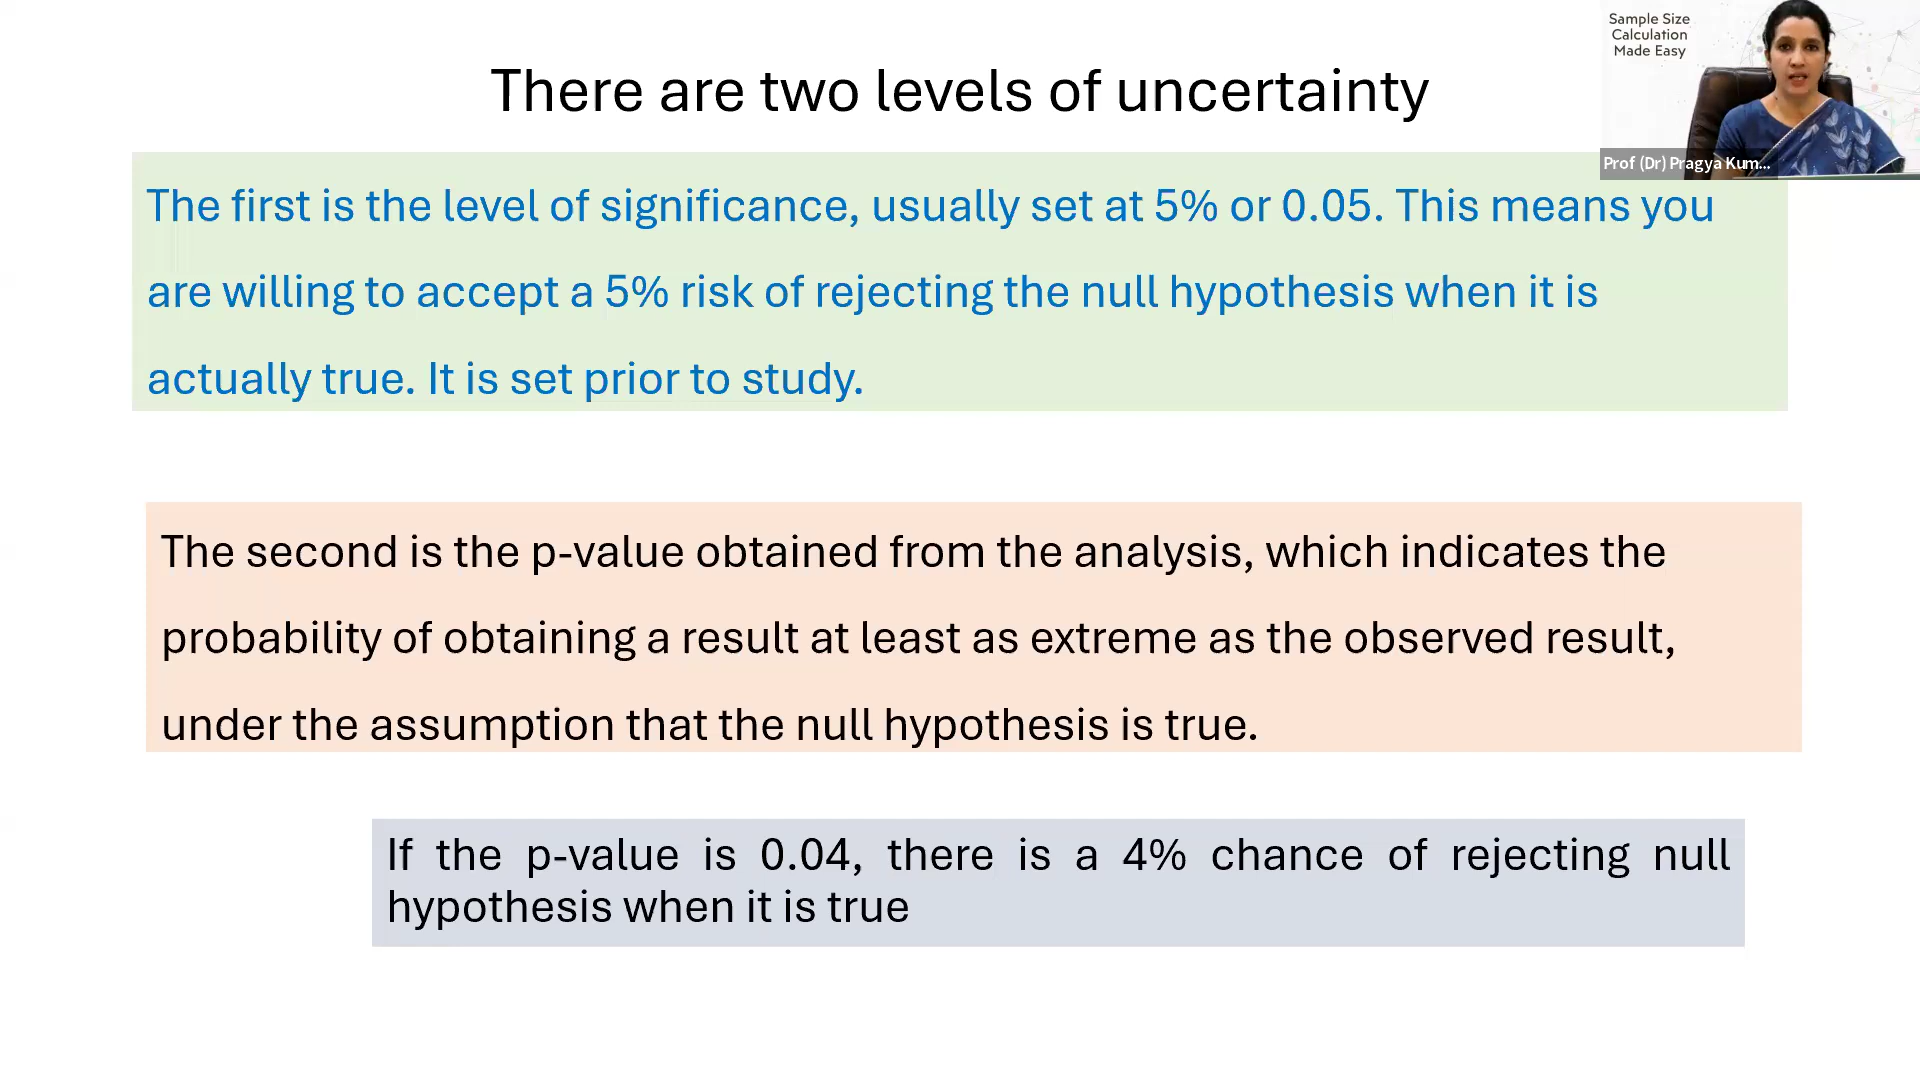 Sample Size
Calculation
Made Easy
There are two levels of uncertainty
Prof (Dr) Pragya Kum...
The first is the level of significance, usually set at 5% or 0.05. This means you
are willing to accept a 5% risk of rejecting the null hypothesis when it is
actually true. It is set prior to study.
The second is the p-value obtained from the analysis, which indicates the
probability of obtaining a result at least as extreme as the observed result,
under the assumption that the null hypothesis is true.
If the p-value is 0.04, there is a 4% chance of rejecting null
hypothesis when it is true